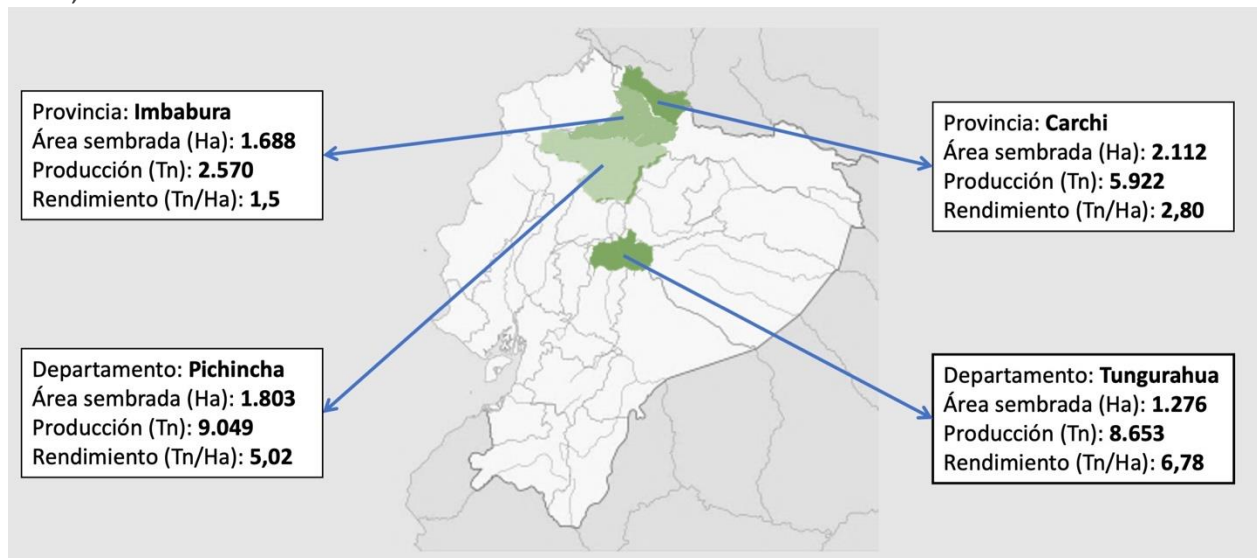 Provincia: Imbabura
Área sembrada (Ha): 1.688
Producción (Tn): 2.570
Rendimiento (Tn/Ha): 1,5
Provincia: Carchi
Área sembrada (Ha): 2.112
Producción (Tn): 5.922
Rendimiento (Tn/Ha): 2,80
Departamento: Pichincha
Área sembrada (Ha): 1.803
Producción (Tn): 9.049
Rendimiento (Tn/Ha): 5,02
Departamento: Tungurahua
Área sembrada (Ha): 1.276
Producción (Tn): 8.653
Rendimiento (Tn/Ha): 6,78